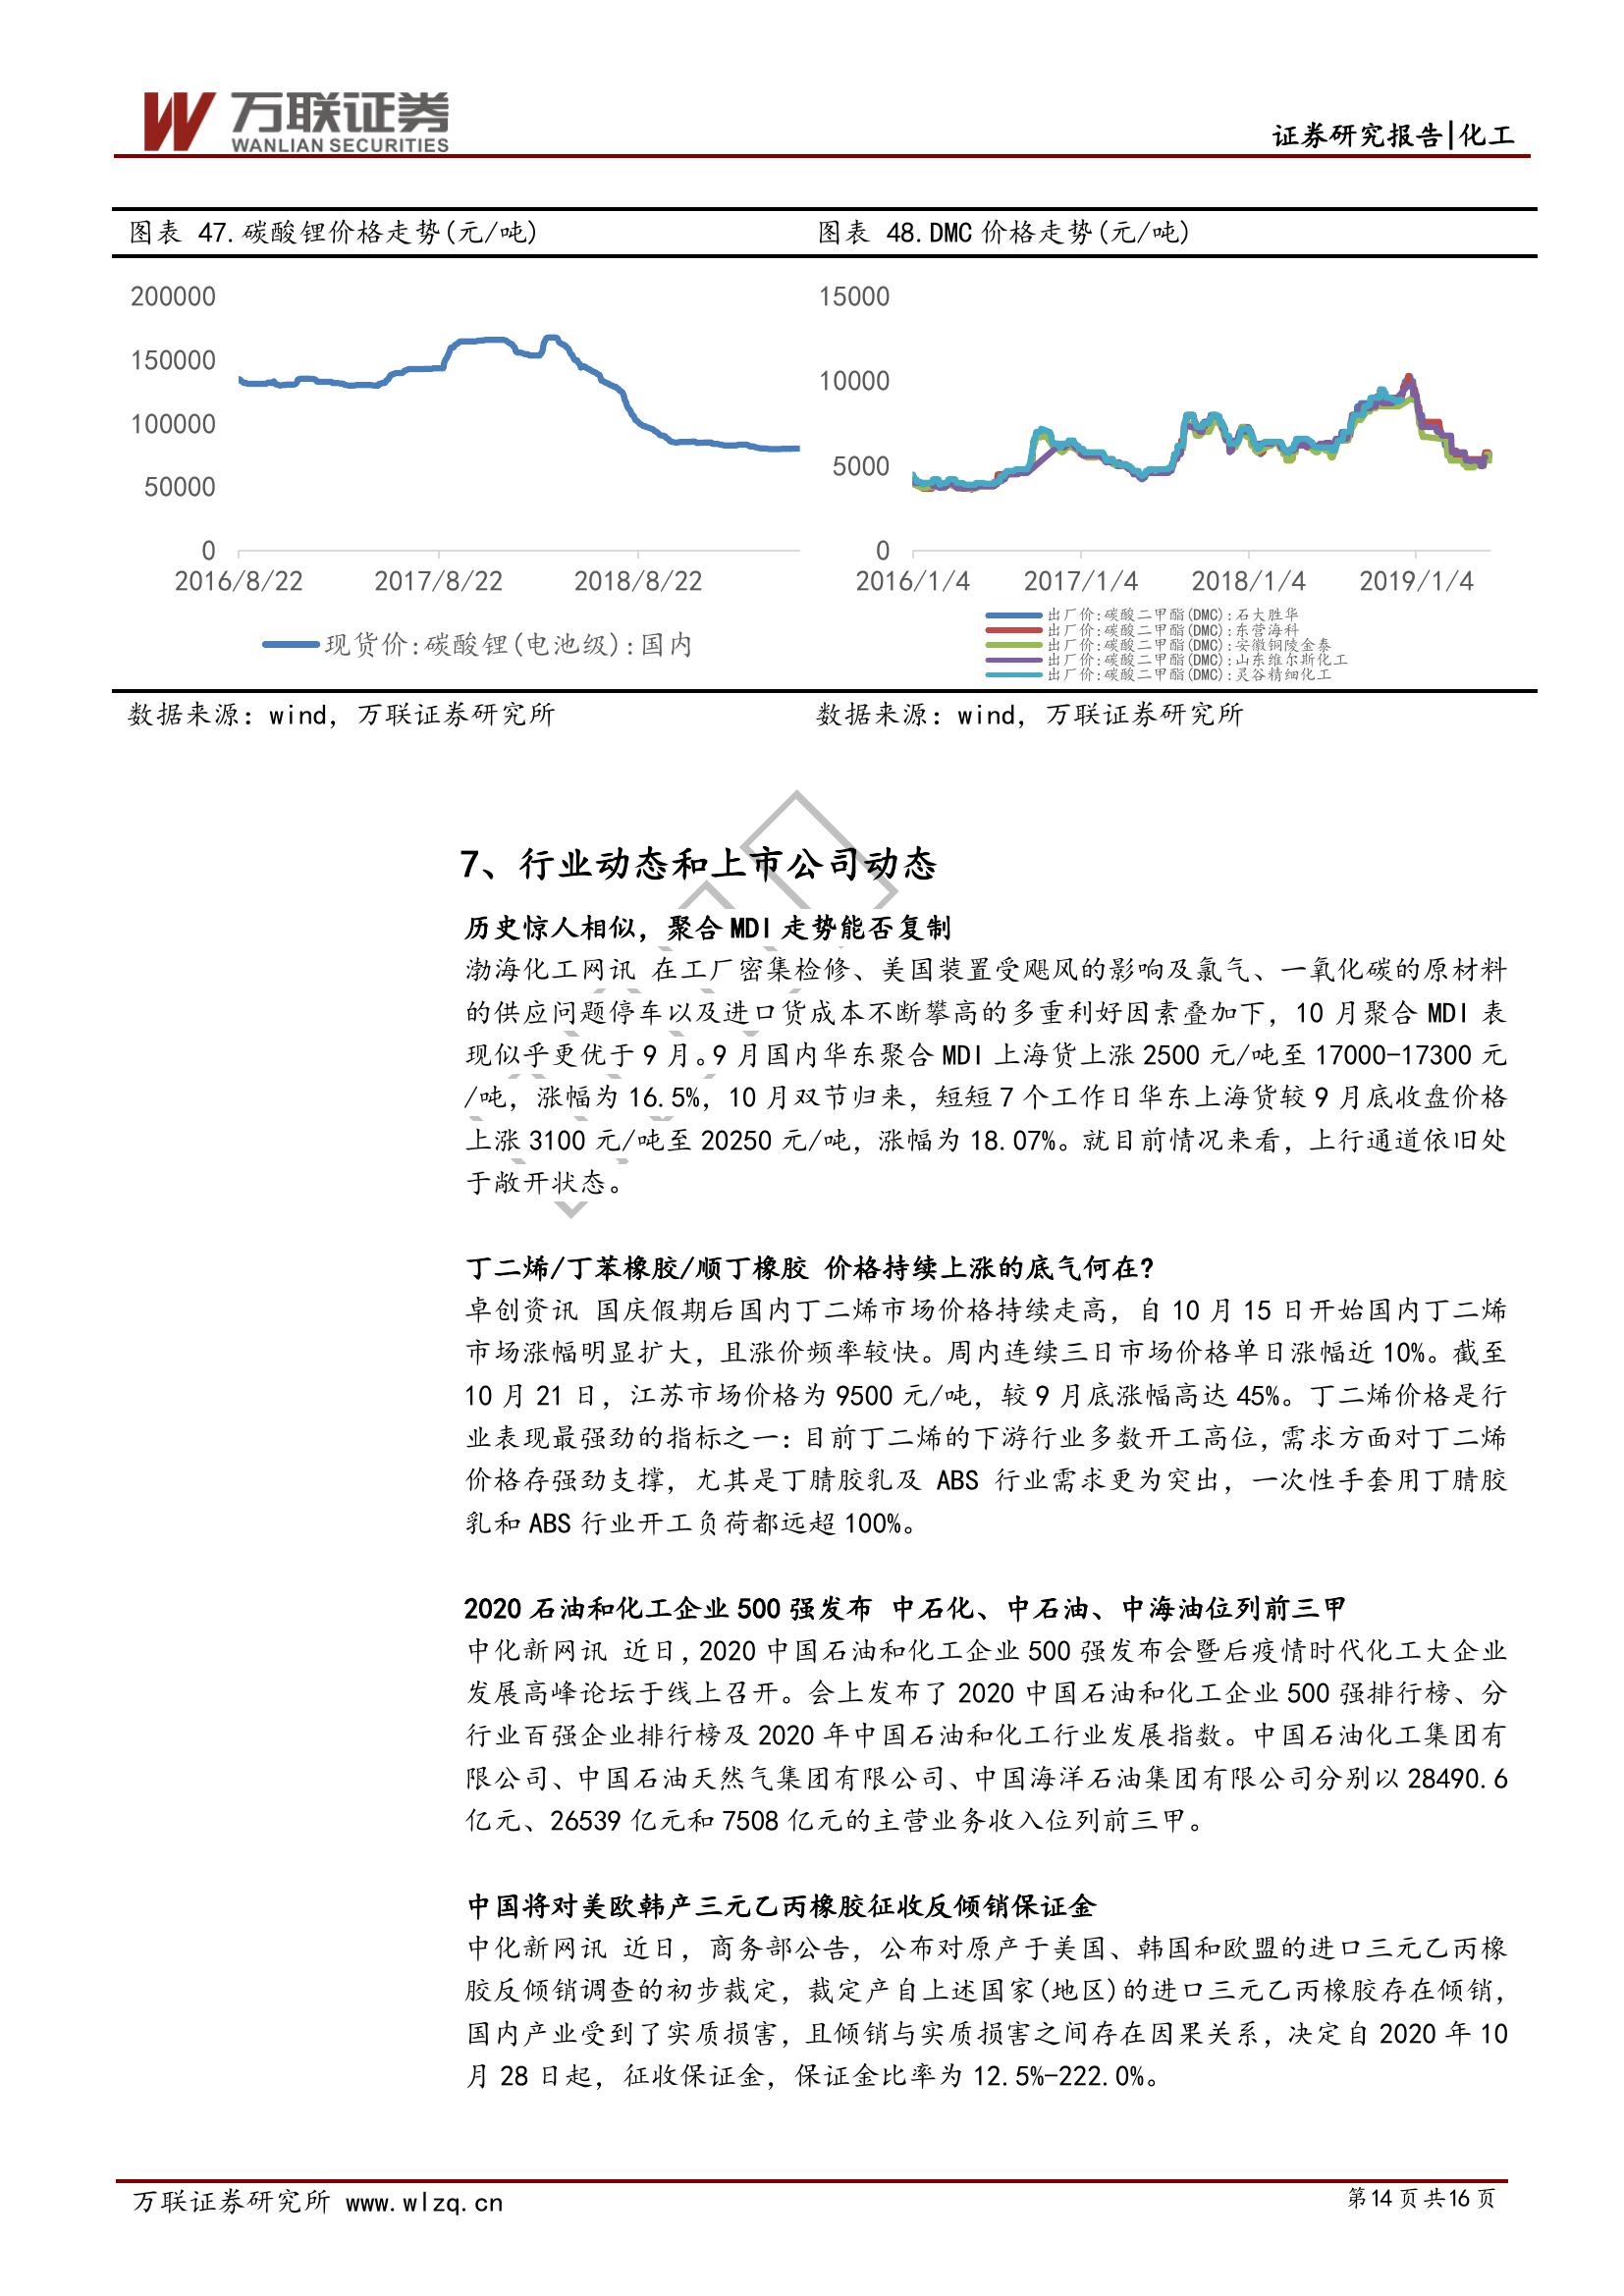 万联证券
WANLIAN SECURITIES
证券研究报告|化工
图表 47.碳酸锂价格走势(元/吨)
图表 48.DMC 价格走势(元/吨)
200000
150000
100000
50000
0
2016/8/22 2017/8/22 2018/8/22
现货价:碳酸锂(电池级):国内
15000
10000
5000
0
2016/1/4 2017/1/4 2018/1/4 2019/1/4
出厂价:碳酸二甲酯(DMC):石大胜华
出厂价:碳酸二甲酯(DMC):东营海科
出厂价:碳酸二甲酯(DMC):安徽铜陵金泰
出厂价:碳酸二甲酯(DMC):山东维尔斯化工
出厂价:碳酸二甲酯(DMC):灵谷精细化工
数据来源：wind，万联证券研究所
数据来源：wind，万联证券研究所
7、行业动态和上市公司动态
历史惊人相似，聚合 MDI 走势能否复制
渤海化工网讯 在工厂密集检修、美国装置受飓风的影响及氯气、一氧化碳的原材料
的供应问题停车以及进口货成本不断攀高的多重利好因素叠加下，10 月聚合 MDI 表
现似乎更优于 9 月。9 月国内华东聚合 MDI 上海货上涨 2500 元/吨至 17000-17300 元
/吨，涨幅为 16.5%，10 月双节归来，短短 7 个工作日华东上海货较 9 月底收盘价格
上涨 3100 元/吨至 20250 元/吨，涨幅为 18.07%。就目前情况来看，上行通道依旧处
于敞开状态。
丁二烯/丁苯橡胶/顺丁橡胶 价格持续上涨的底气何在?
卓创资讯 国庆假期后国内丁二烯市场价格持续走高，自 10 月 15 日开始国内丁二烯
市场涨幅明显扩大，且涨价频率较快。周内连续三日市场价格单日涨幅近 10%。截至
10 月 21 日，江苏市场价格为 9500 元/吨，较 9 月底涨幅高达 45%。丁二烯价格是行
业表现最强劲的指标之一：目前丁二烯的下游行业多数开工高位，需求方面对丁二烯
价格存强劲支撑，尤其是丁腈胶乳及 ABS 行业需求更为突出，一次性手套用丁腈胶
乳和 ABS 行业开工负荷都远超 100%。
2020 石油和化工企业 500 强发布 中石化、中石油、中海油位列前三甲
中化新网讯 近日，2020 中国石油和化工企业 500 强发布会暨后疫情时代化工大企业
发展高峰论坛于线上召开。会上发布了 2020 中国石油和化工企业 500 强排行榜、分
行业百强企业排行榜及 2020 年中国石油和化工行业发展指数。中国石油化工集团有
限公司、中国石油天然气集团有限公司、中国海洋石油集团有限公司分别以 28490.6
亿元、26539 亿元和 7508 亿元的主营业务收入位列前三甲。
中国将对美欧韩产三元乙丙橡胶征收反倾销保证金
中化新网讯 近日，商务部公告，公布对原产于美国、韩国和欧盟的进口三元乙丙橡
胶反倾销调查的初步裁定，裁定产自上述国家(地区)的进口三元乙丙橡胶存在倾销，
国内产业受到了实质损害，且倾销与实质损害之间存在因果关系，决定自 2020 年 10
月 28 日起，征收保证金，保证金比率为 12.5%-222.0%。
万联证券研究所 www.wlzq.cn
第14 页 共16 页